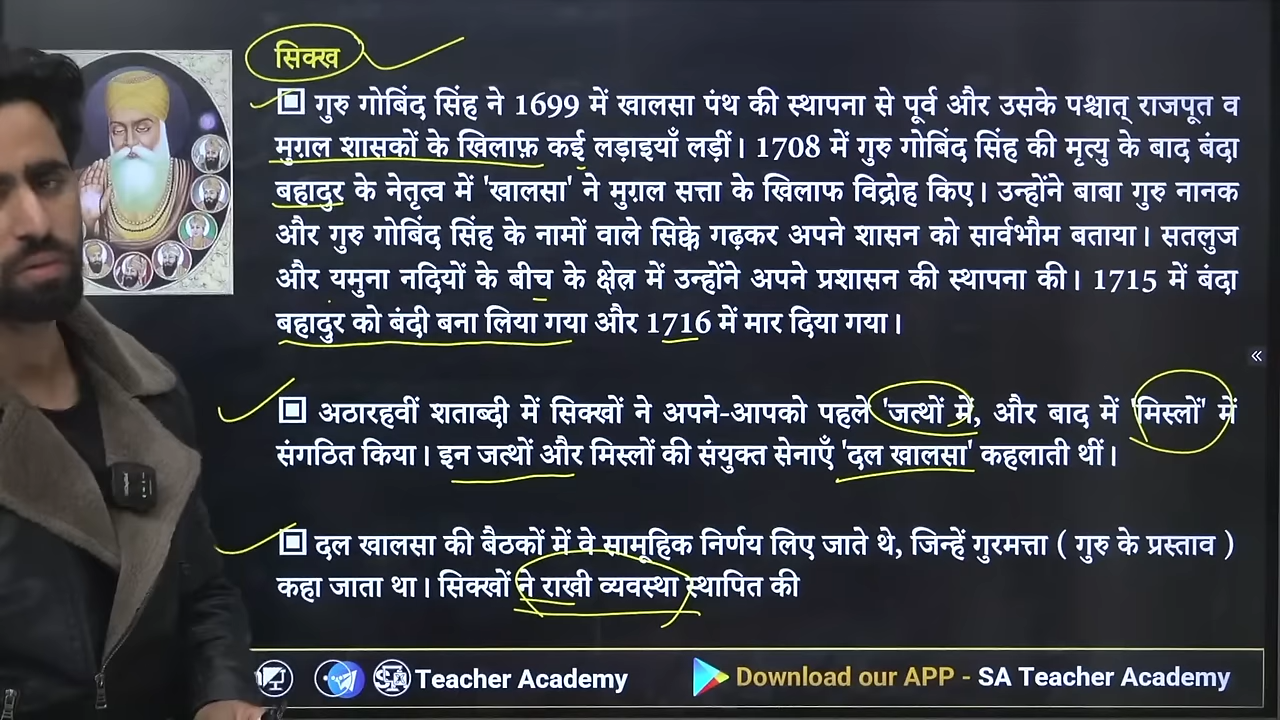 सिक्ख
गुरु गोबिंद सिंह ने 1699 में खालसा पंथ की स्थापना से पूर्व और उसके पश्चात् राजपूत व
मुग़ल शासकों के खिलाफ़ कई लड़ाइयाँ लड़ीं। 1708 में गुरु गोबिंद सिंह की मृत्यु के बाद बंदा
बहादुर के नेतृत्व में 'खालसा' ने मुग़ल सत्ता के खिलाफ विद्रोह किए। उन्होंने बाबा गुरु नानक
और गुरु गोबिंद सिंह के नामों वाले सिक्के गढ़कर अपने शासन को सार्वभौम बताया। सतलुज
और यमुना नदियों के बीच के क्षेत्र में उन्होंने अपने प्रशासन की स्थापना की। 1715 में बंदा
बहादुर को बंदी बना लिया गया और 1716 में मार दिया गया।
अठारहवीं शताब्दी में सिक्खों ने अपने-आपको पहले 'जत्थों में, और बाद में 'मिस्लों' में
संगठित किया। इन जत्थों और मिस्लों की संयुक्त सेनाएँ 'दल खालसा' कहलाती थीं।
दल खालसा की बैठकों में वे सामूहिक निर्णय लिए जाते थे, जिन्हें गुरमत्ता ( गुरु के प्रस्ताव )
कहा जाता था। सिक्खों ने राखी व्यवस्था स्थापित की
Teacher Academy
Download our APP - SA Teacher Academy